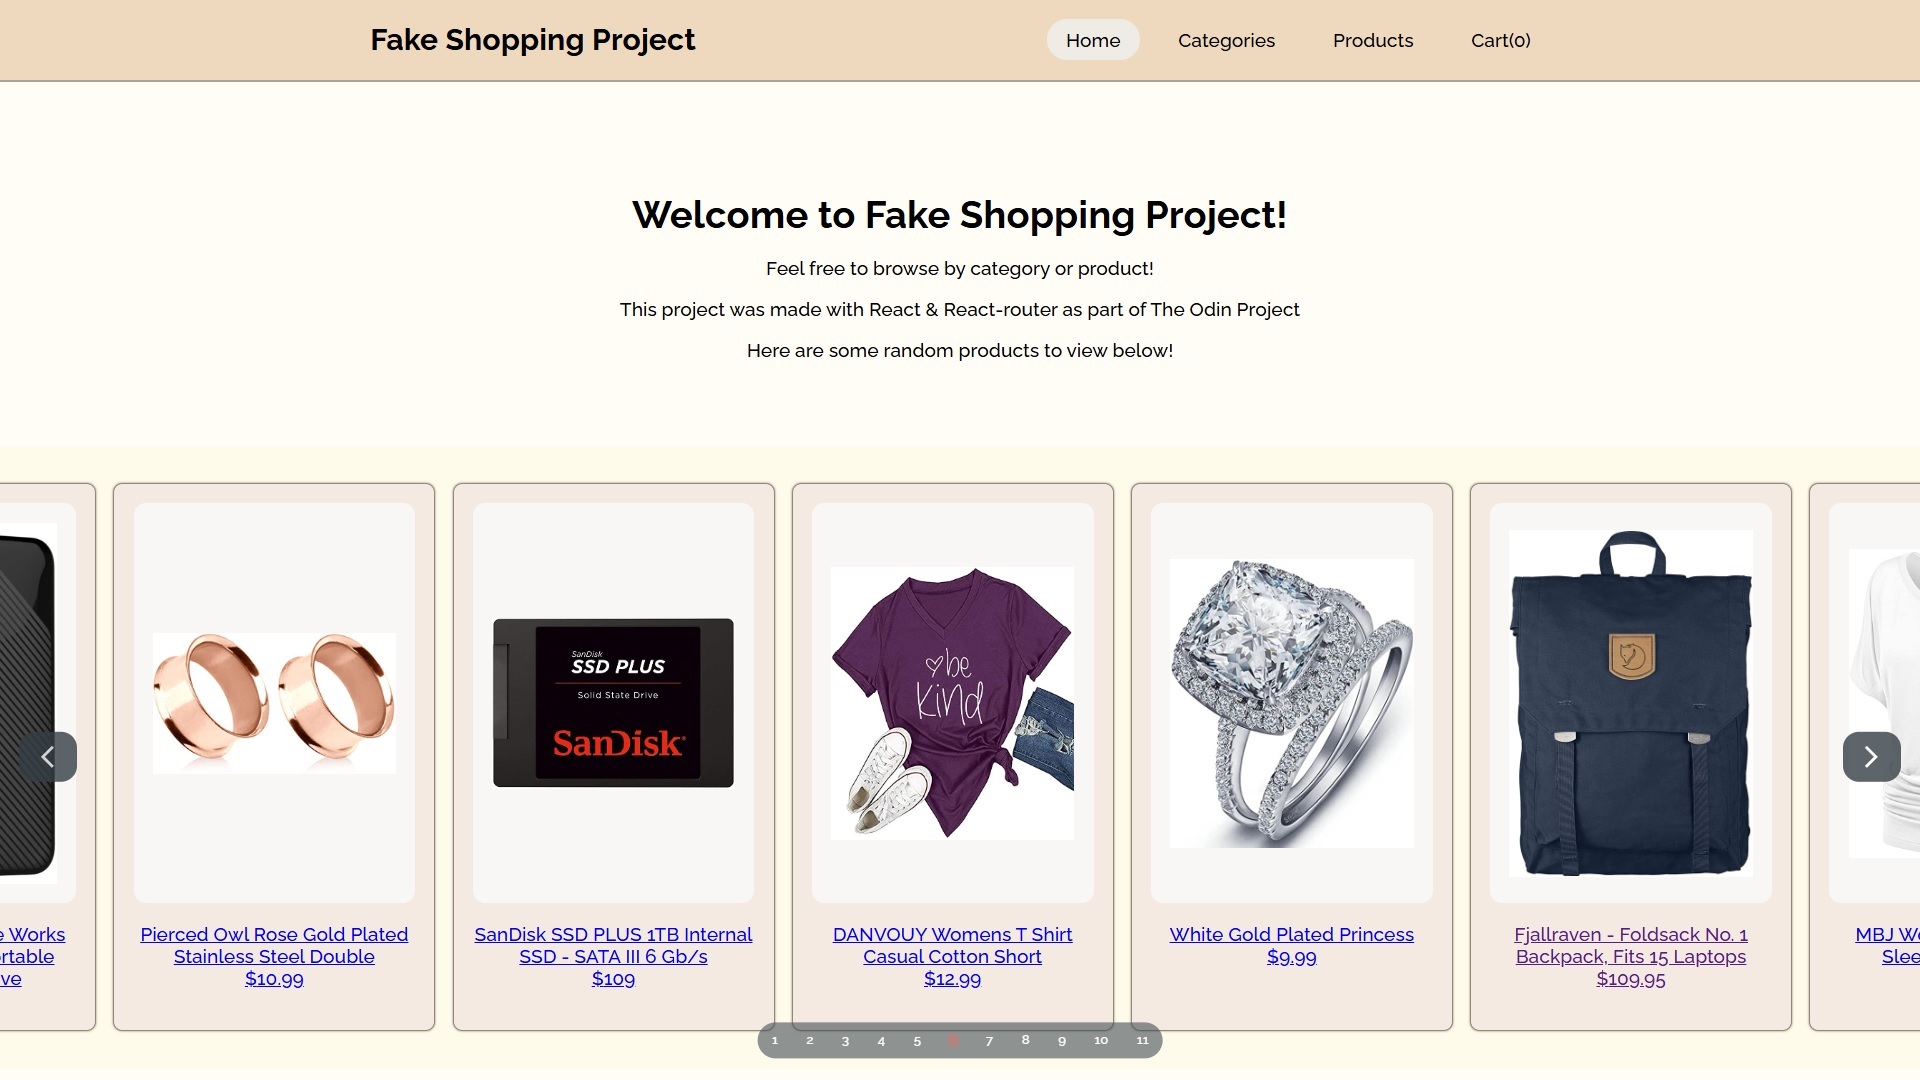 Fake Shopping Project
Home
Categories
Products
Cart(0)
Welcome to Fake Shopping Project!
Feel free to browse by category or product!
This project was made with React & React-router as part of The Odin Project
Here are some random products to view below!
SanDisk
SSD PLUS
Solid State Drive
SanDisk
be
kind
e Works
rtable
ve
Pierced Owl Rose Gold Plated
Stainless Steel Double
$10.99
SanDisk SSD PLUS 1TB Internal
SSD - SATA III 6 Gb/s
$109
DANVOUY Womens T Shirt
Casual Cotton Short
$12.99
White Gold Plated Princess
$9.99
Fjallraven - Foldsack No. 1
Backpack, Fits 15 Laptops
$109.95
MBJ W
Slee
1 2 3 4 5 6 7 8 9 10 11